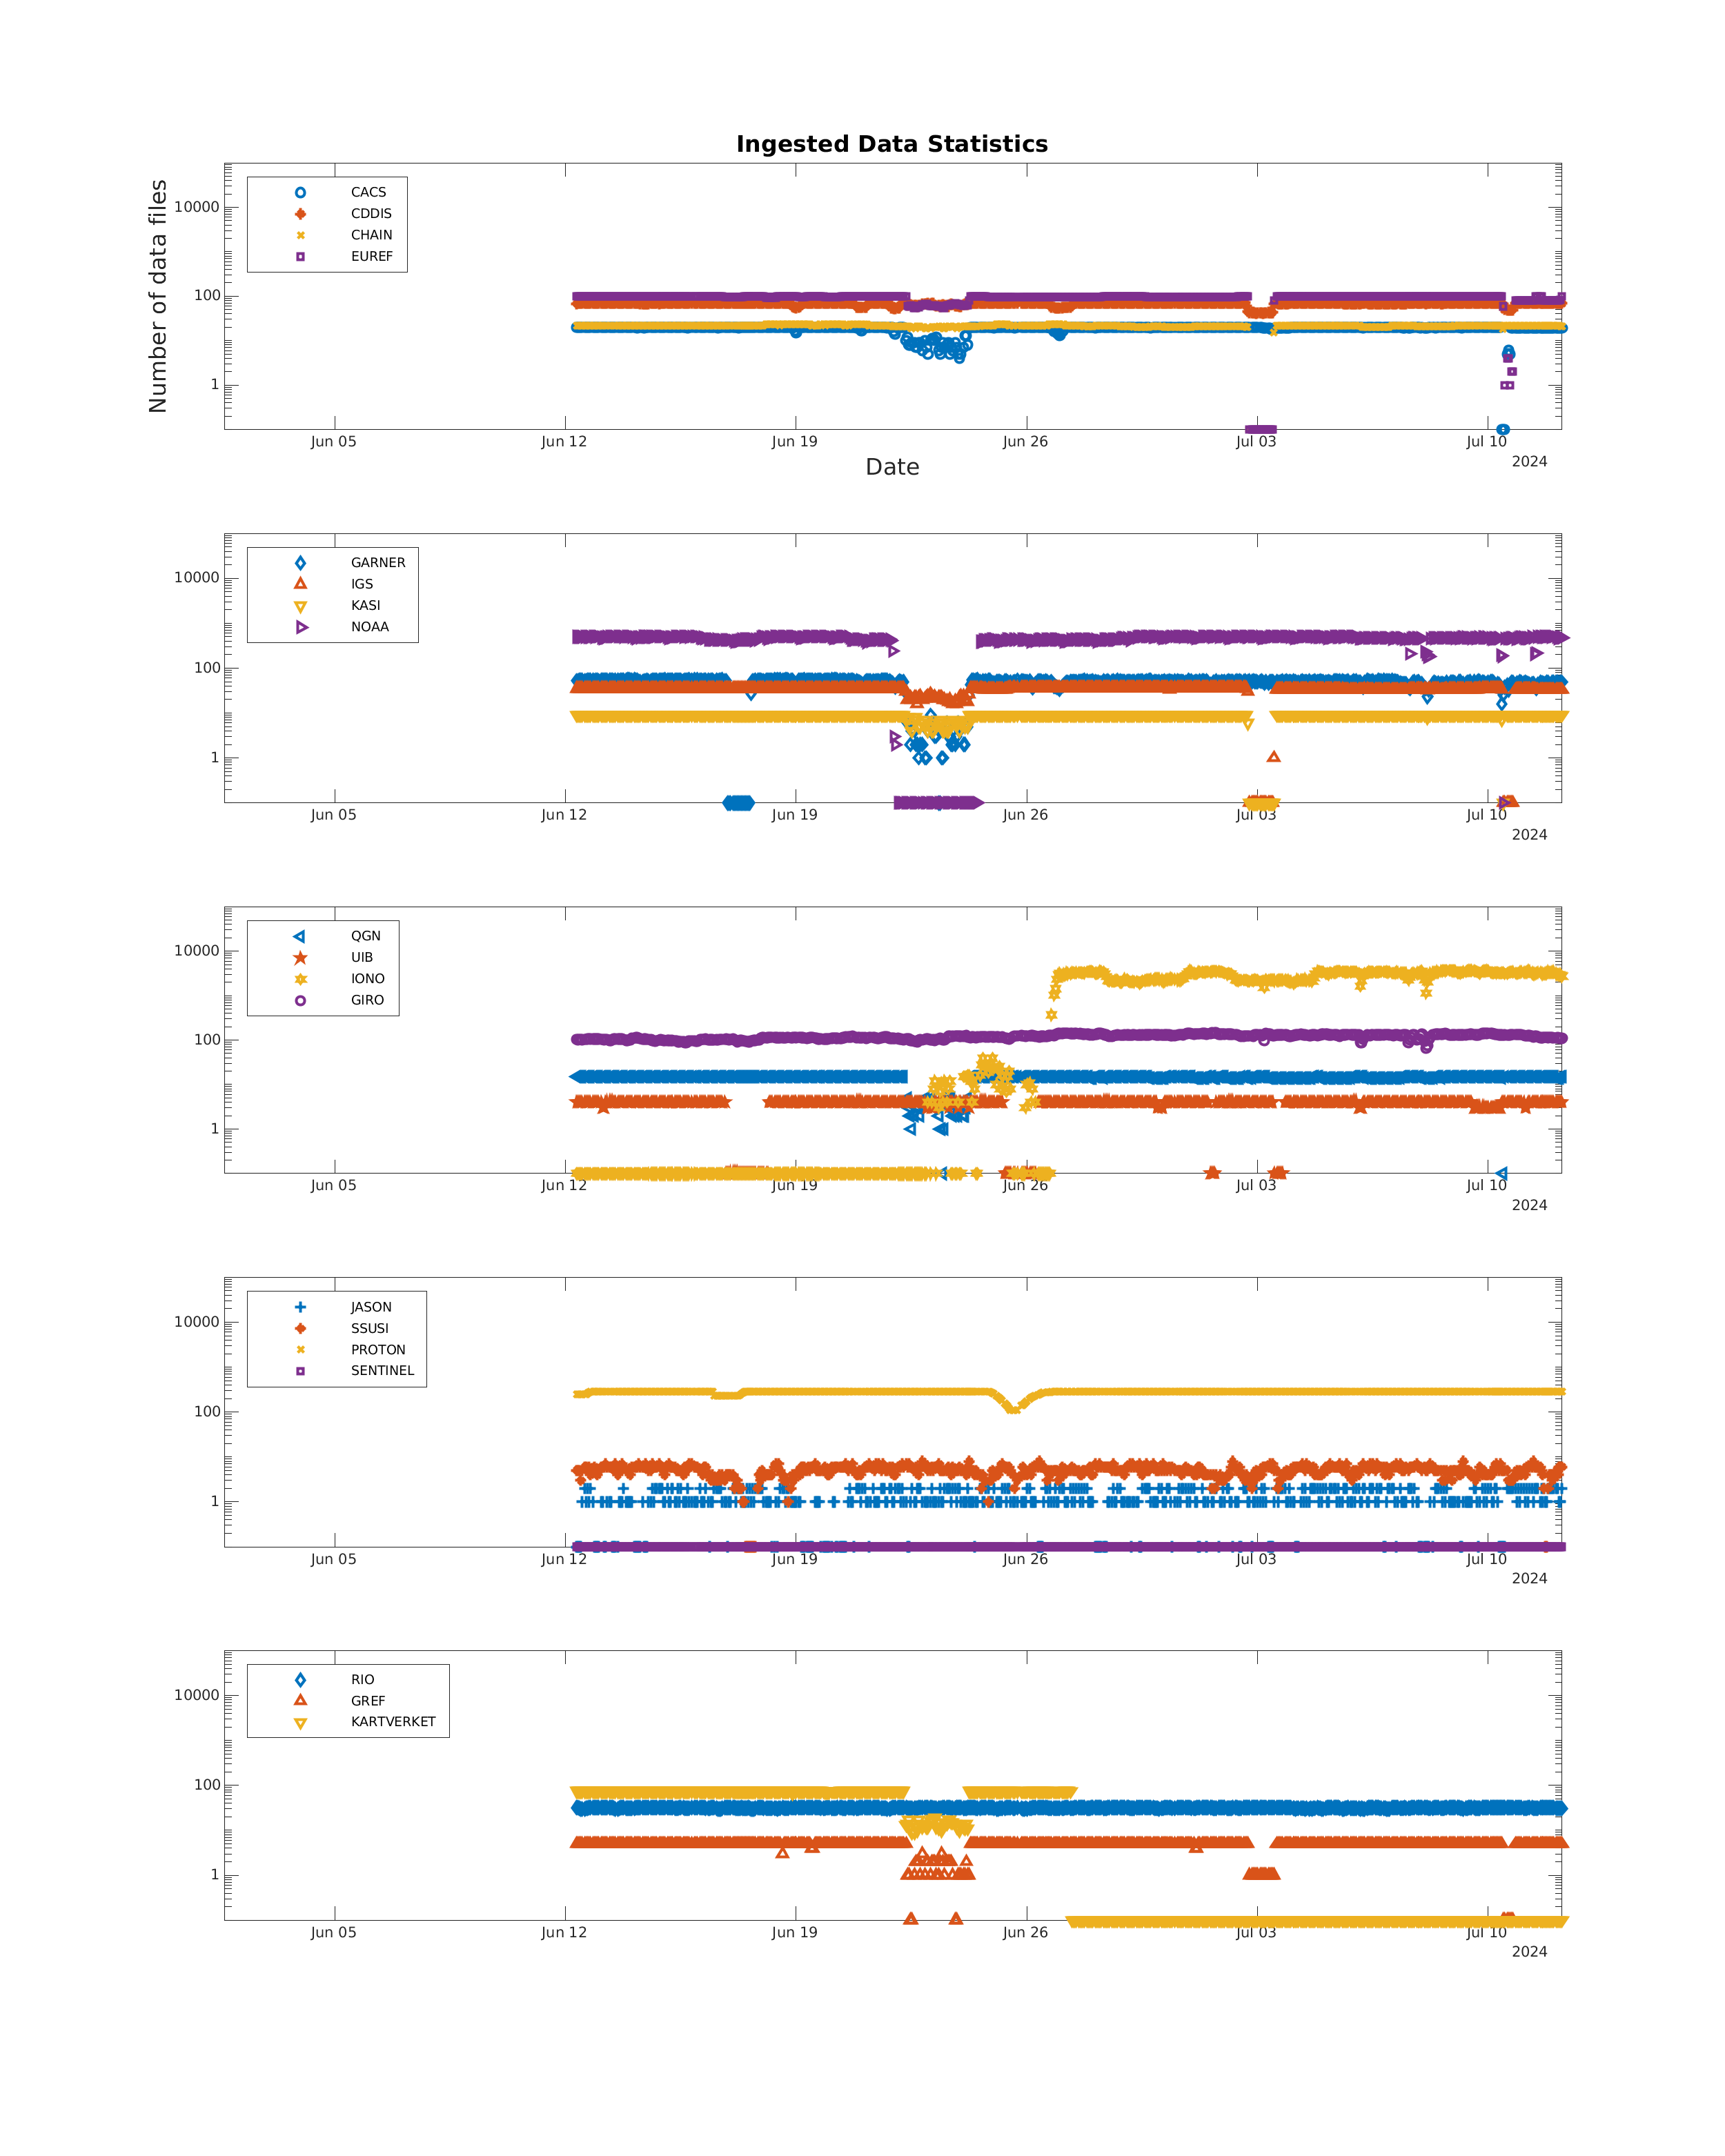 Ingested Data Statistics
Number of data files
CACS
CDDIS
CHAIN
EUREF
10000
100
1
Jun 05 Jun 12 Jun 19 Jun 26 Jul 03 Jul 10
2024
Date
GARNER
IGS
KASI
NOAA
10000
100
1
Jun 05 Jun 12 Jun 19 Jun 26 Jul 03 Jul 10
2024
QGN
UIB
IONO
GIRO
10000
100
1
Jun 05 Jun 12 Jun 19 Jun 26 Jul 03 Jul 10
2024
JASON
SSUSI
PROTON
SENTINEL
10000
100
1
Jun 05 Jun 12 Jun 19 Jun 26 Jul 03 Jul 10
2024
RIO
GREF
KARTVERKET
10000
100
1
Jun 05 Jun 12 Jun 19 Jun 26 Jul 03 Jul 10
2024